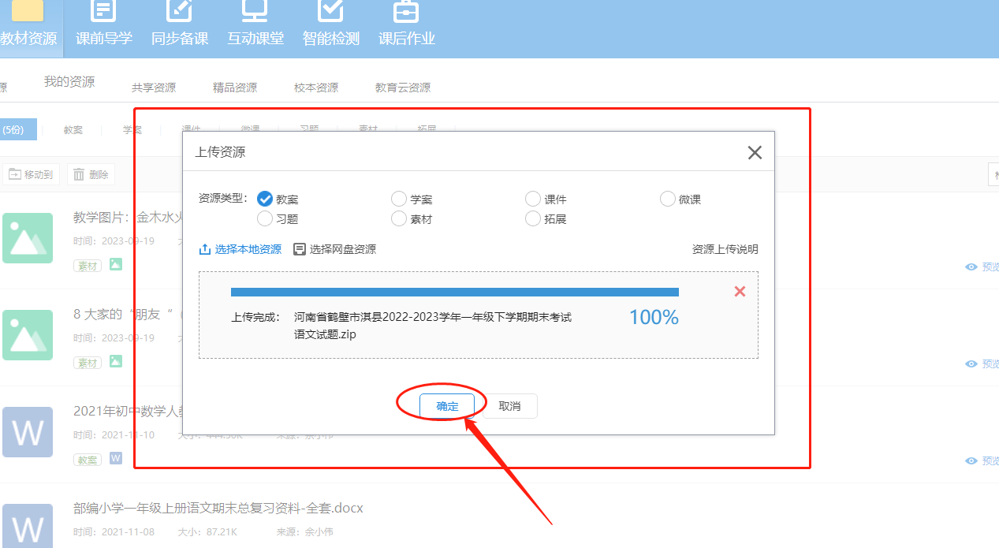 教材资源 课前导学 同步备课 互动课堂 智能检测 课后作业
源 我的资源 共享资源 精品资源 校本资源 教育云资源
(5份) 教案 学案 课件 微课 习题 素材 拓展
上传资源
移动到 删除
资源类型： 教案 学案 课件 微课
习题 素材 拓展
教学图片：金木水火
时间：2023-09-19
素材
预览
选择本地资源 选择网盘资源 资源上传说明
上传完成： 河南省鹤壁市淇县2022-2023学年一年级下学期期末考试
语文试题.zip
100%
8 大家的“朋友“（
时间：2023-09-19
素材
预览
确定 取消
W
2021年初中数学人教
时间：2021-11-10 大小：444.50K 来源：余小伟
教案 W
预览
W
部编小学一年级上册语文期末总复习资料-全套.docx
时间：2021-11-08 大小：87.21K 来源：余小伟